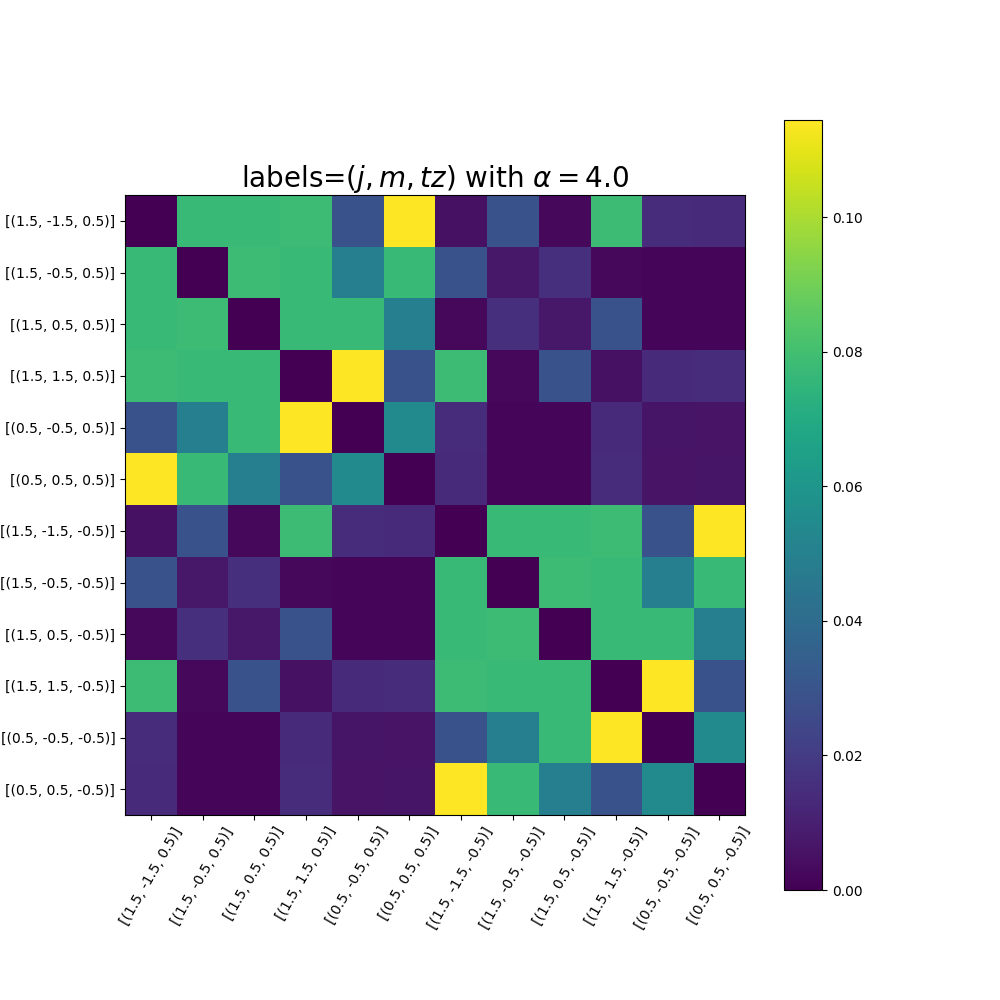 labels=(j, m, tz) with α = 4.0
[(1.5, -1.5, 0.5)]
[(1.5, -0.5, 0.5)]
[(1.5, 0.5, 0.5)]
[(1.5, 1.5, 0.5)]
[(0.5, -0.5, 0.5)]
[(0.5, 0.5, 0.5)]
[(1.5, -1.5, -0.5)]
[(1.5, -0.5, -0.5)]
[(1.5, 0.5, -0.5)]
[(1.5, 1.5, -0.5)]
[(0.5, -0.5, -0.5)]
[(0.5, 0.5, -0.5)]
[(1.5, -1.5, 0.5)]
[(1.5, -0.5, 0.5)]
[(1.5, 0.5, 0.5)]
[(1.5, 1.5, 0.5)]
[(0.5, -0.5, 0.5)]
[(0.5, 0.5, 0.5)]
[(1.5, -1.5, -0.5)]
[(1.5, -0.5, -0.5)]
[(1.5, 0.5, -0.5)]
[(1.5, 1.5, -0.5)]
[(0.5, -0.5, -0.5)]
[(0.5, 0.5, -0.5)]
0.10
0.08
0.06
0.04
0.02
0.00